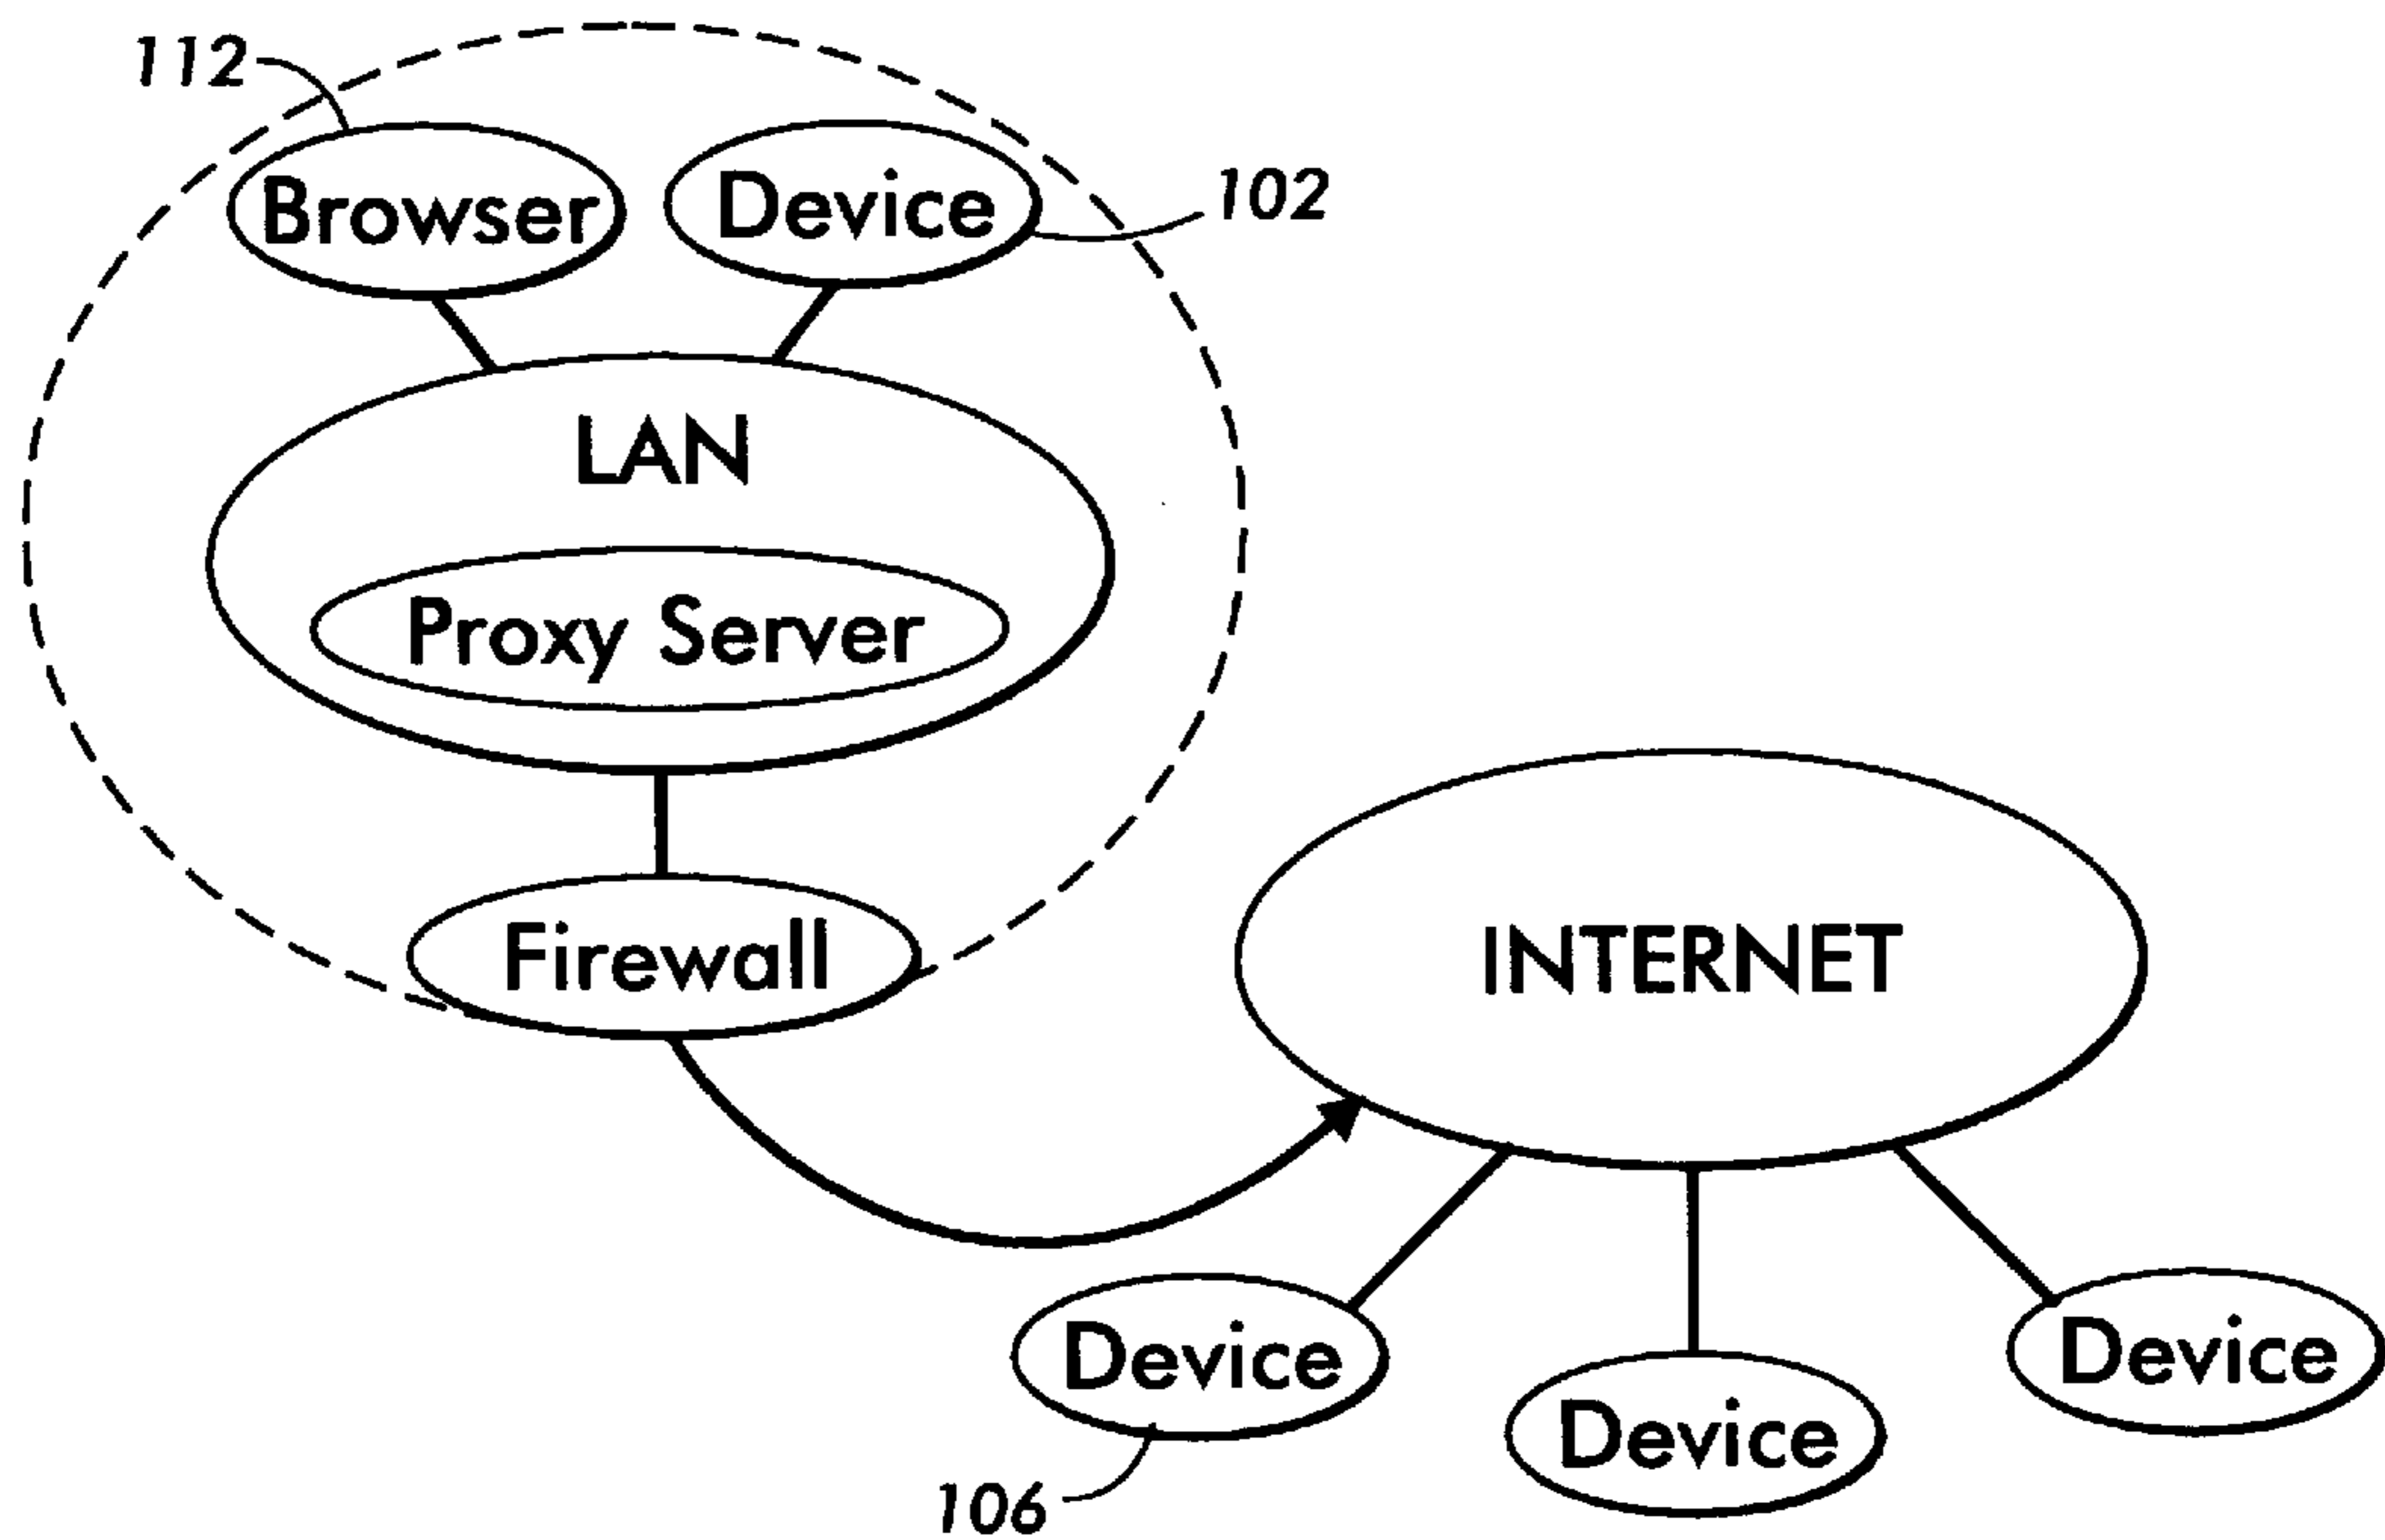 112
Browser
Device
102
LAN
Proxy Server
Firewall
INTERNET
Device
Device
Device
106